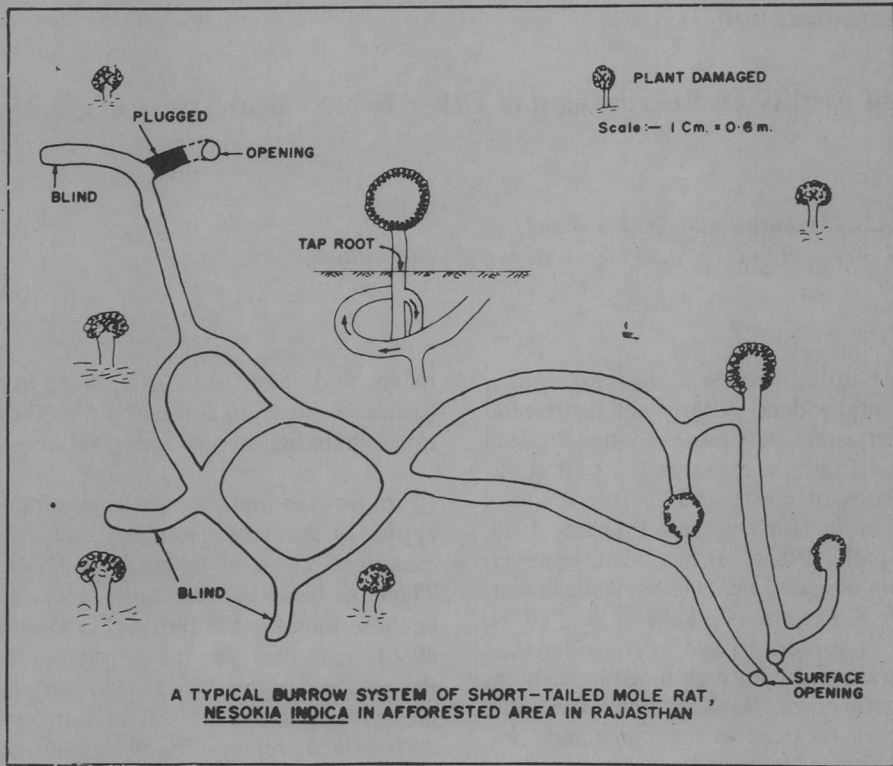 PLANT DAMAGED
Scale:— 1 Cm. = 0·6 m.
PLUGGED
OPENING
BLIND
TAP ROOT
BLIND
SURFACE
OPENING
A TYPICAL BURROW SYSTEM OF SHORT-TAILED MOLE RAT,
NESOKIA INDICA IN AFFORESTED AREA IN RAJASTHAN